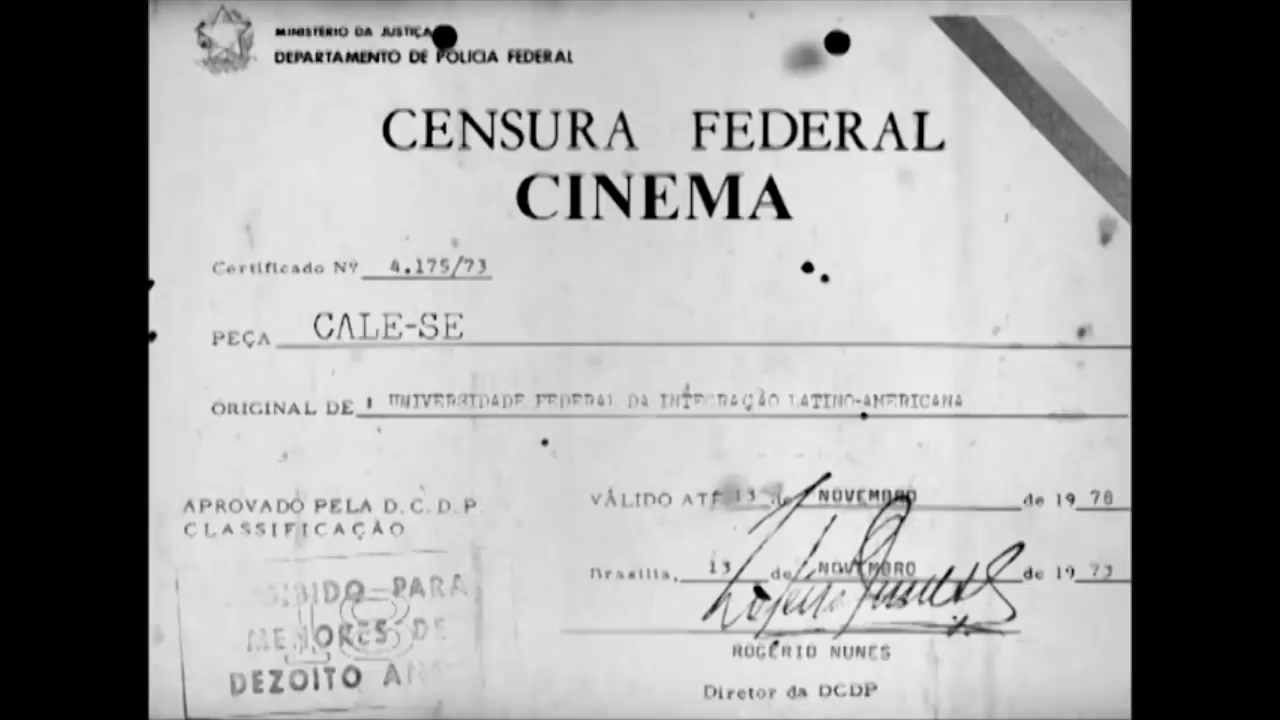 MINISTÉRIO DA JUSTIÇA
DEPARTAMENTO DE POLICIA FEDERAL
CENSURA FEDERAL
CINEMA
Certificado Nº 4.175/73
PEÇA CALE-SE
ORIGINAL DE UNIVERSIDADE FEDERAL DA INTEGRAÇÃO LATINO-AMERICANA
APROVADO PELA D.C.D.P.
CLASSIFICAÇÃO
PARA
18
MENORES DE
DEZOITO
VÁLIDO ATÉ 13 de NOVEMBRO de 1978
Brasília, 13 de NOVEMBRO de 1973
ROGÉRIO NUNES
Diretor da DCDP